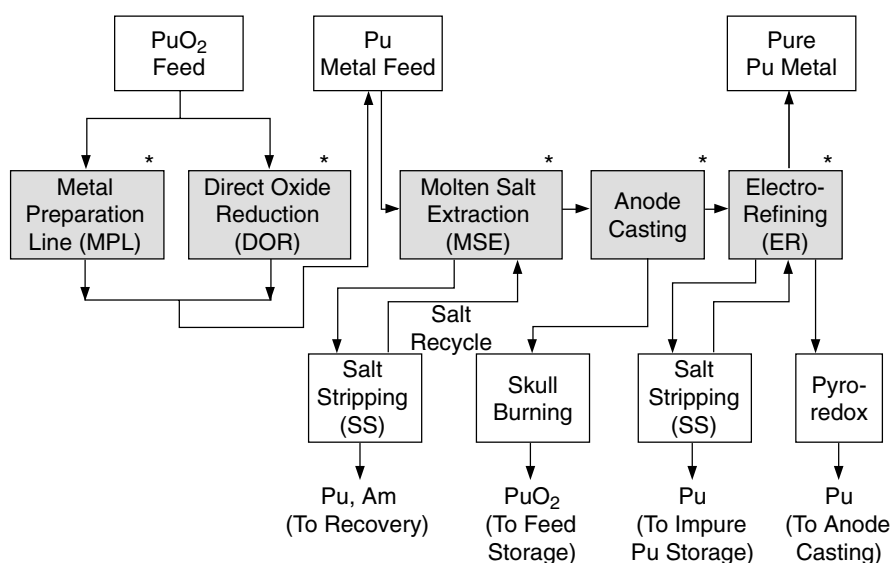 PuO2
Feed
Pu
Metal Feed
Pure
Pu Metal
*
*
*
*
*
Metal
Preparation
Line (MPL)
Direct Oxide
Reduction
(DOR)
Molten Salt
Extraction
(MSE)
Anode
Casting
Electro-
Refining
(ER)
Salt
Recycle
Salt
Stripping
(SS)
Skull
Burning
Salt
Stripping
(SS)
Pyro-
redox
Pu, Am
(To Recovery)
PuO2
(To Feed
Storage)
Pu
(To Impure
Pu Storage)
Pu
(To Anode
Casting)